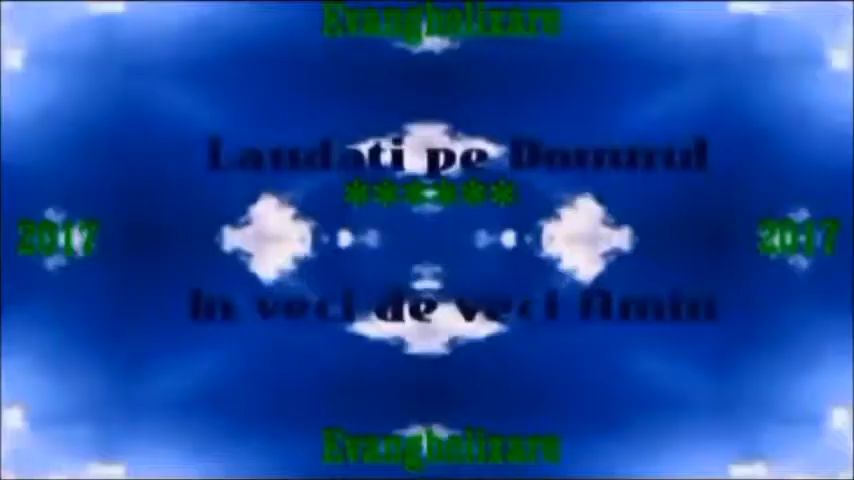 Evanghelizare
Laudati pe Domnul
******
2017 2017
In veci de veci Amin
Evanghelizare